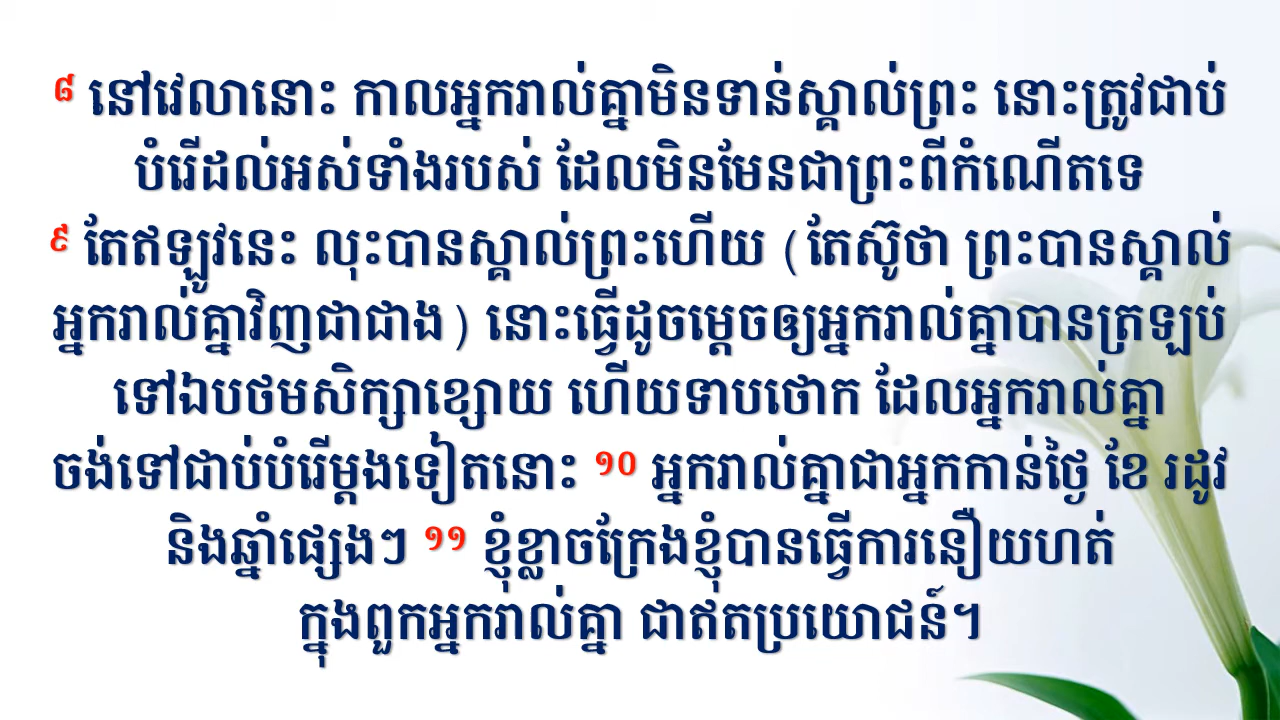 ៨ នៅវេលានោះ កាលអ្នករាល់គ្នាមិនទាន់ស្គាល់ព្រះ នោះត្រូវជាប់
បំរើដល់អស់ទាំងរបស់ ដែលមិនមែនជាព្រះពីកំណើតទេ
៩ តែឥឡូវនេះ លុះបានស្គាល់ព្រះហើយ (តែស៊ូថា ព្រះបានស្គាល់
អ្នករាល់គ្នាវិញជាជាង) នោះធ្វើដូចម្តេចឲ្យអ្នករាល់គ្នាបានត្រឡប់
ទៅឯបថមសិក្សាខ្សោយ ហើយទាបថោក ដែលអ្នករាល់គ្នា
ចង់ទៅជាប់បំរើម្តងទៀតនោះ ១០ អ្នករាល់គ្នាជាអ្នកកាន់ថ្ងៃ ខែ រដូវ
និងឆ្នាំផ្សេងៗ ១១ ខ្ញុំខ្លាចក្រែងខ្ញុំបានធ្វើការនឿយហត់
ក្នុងពួកអ្នករាល់គ្នា ជាឥតប្រយោជន៍។